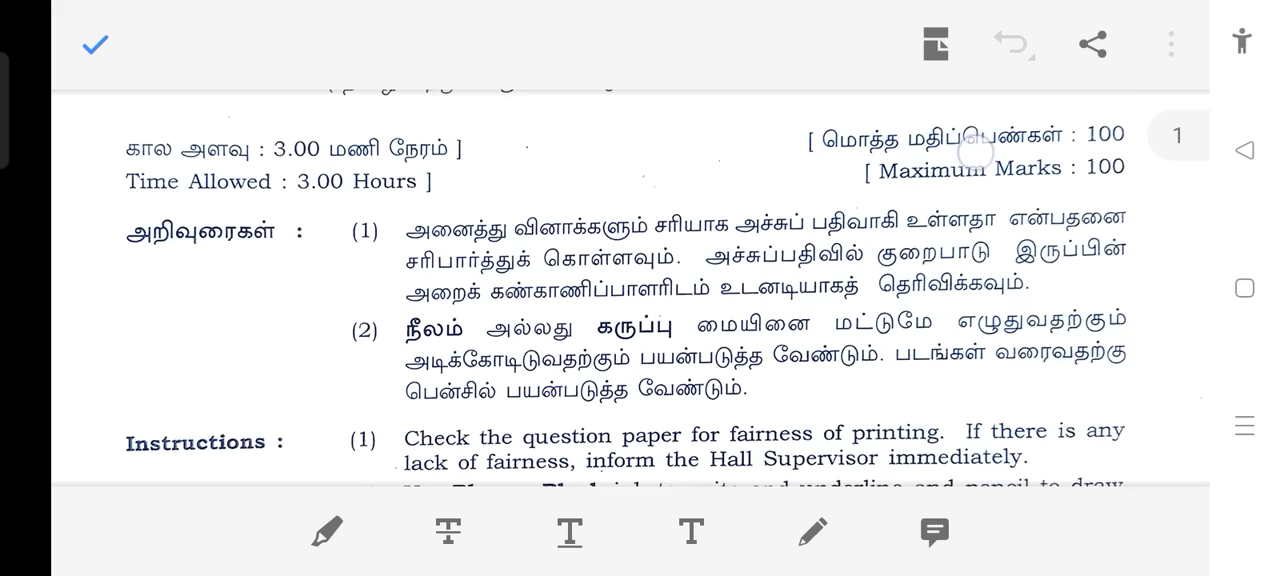 கால அளவு : 3.00 மணி நேரம் ]
[ மொத்த மதிப்பெண்கள் : 100
1
Time Allowed : 3.00 Hours ]
[ Maximum Marks : 100
அறிவுரைகள் : (1) அனைத்து வினாக்களும் சரியாக அச்சுப் பதிவாகி உள்ளதா என்பதனை
சரிபார்த்துக் கொள்ளவும். அச்சுப்பதிவில் குறைபாடு இருப்பின்
அறைக் கண்காணிப்பாளரிடம் உடனடியாகத் தெரிவிக்கவும்.
(2) நீலம் அல்லது கருப்பு மையினை மட்டுமே எழுதுவதற்கும்
அடிக்கோடிடுவதற்கும் பயன்படுத்த வேண்டும். படங்கள் வரைவதற்கு
பென்சில் பயன்படுத்த வேண்டும்.
Instructions : (1) Check the question paper for fairness of printing. If there is any
lack of fairness, inform the Hall Supervisor immediately.